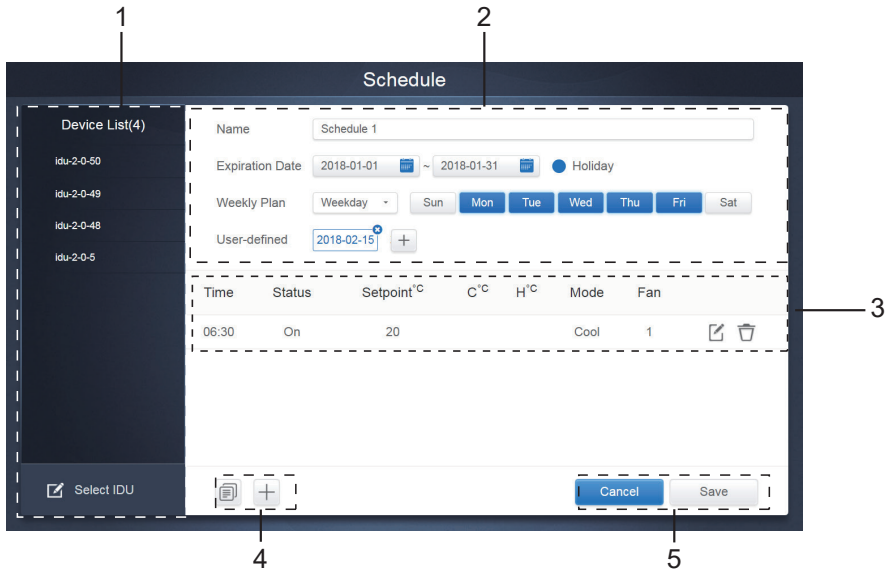 1
2
Schedule
Device List(4)
idu-2-0-50
idu-2-0-49
idu-2-0-48
idu-2-0-5
Select IDU
Name Schedule 1
Expiration Date 2018-01-01 ~ 2018-01-31 Holiday
Weekly Plan Weekday Sun Mon Tue Wed Thu Fri Sat
User-defined 2018-02-15 +
Time Status Setpoint°C C°C H°C Mode Fan
06:30 On 20 Cool 1
3
+
Cancel Save
4
5